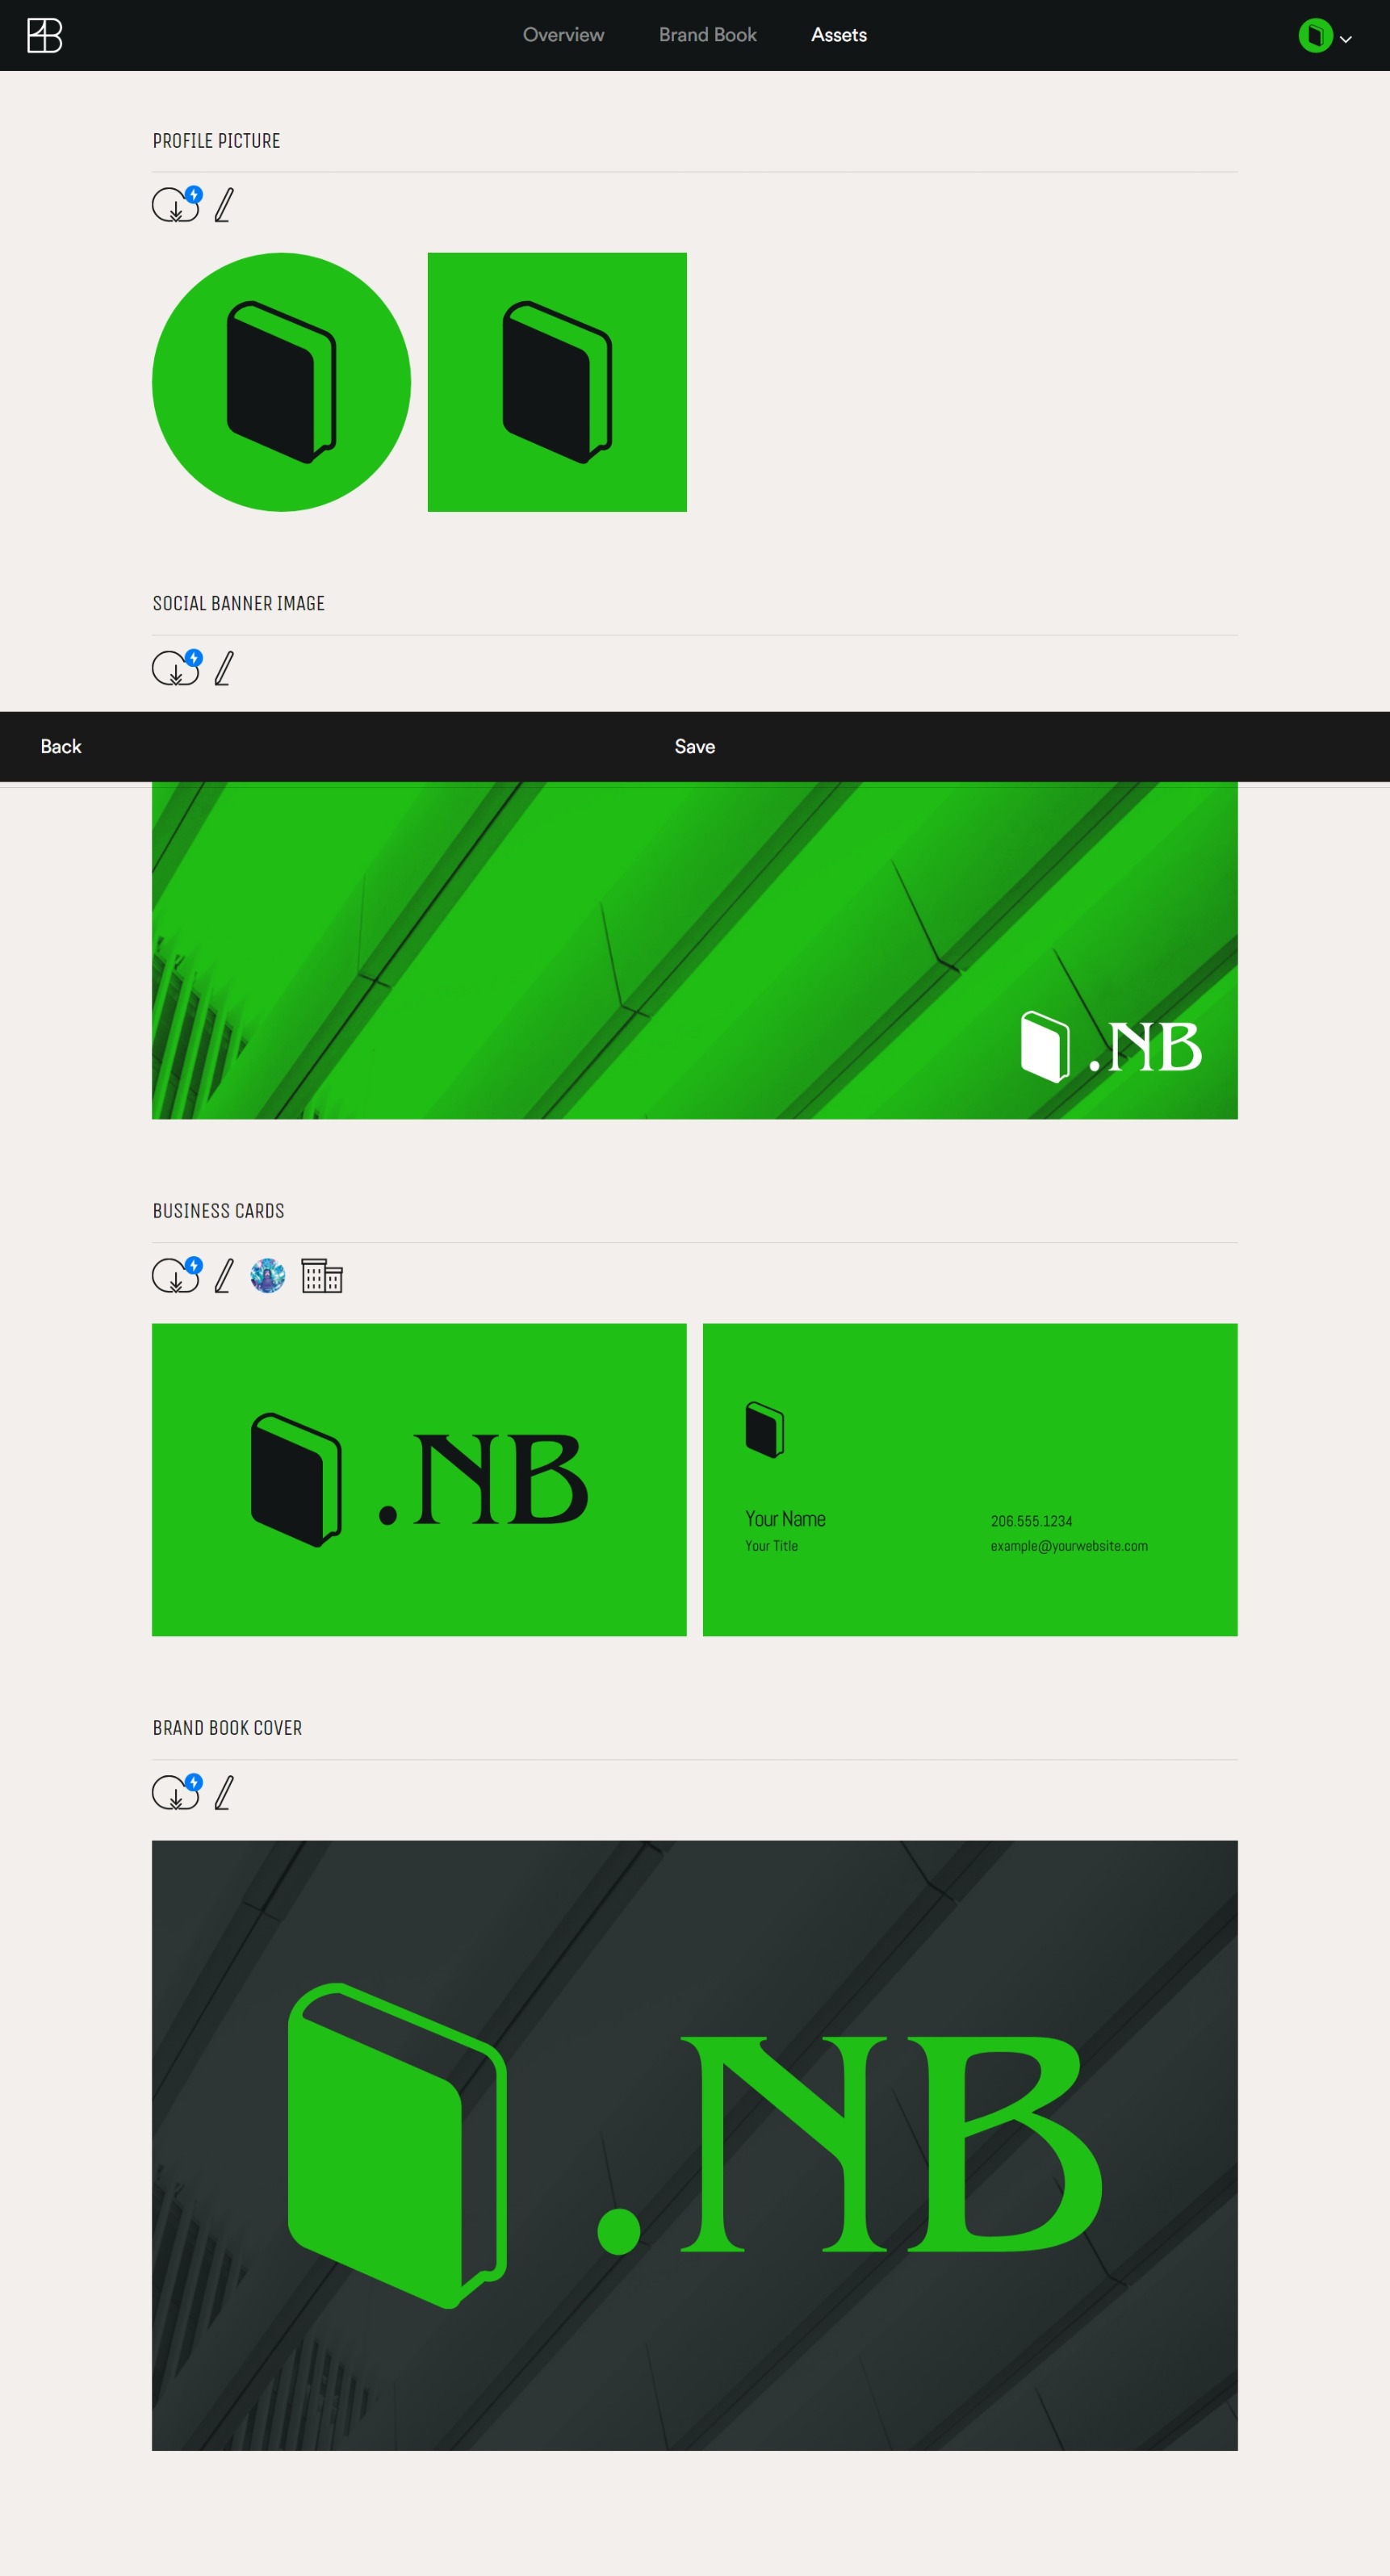 Overview Brand Book Assets
PROFILE PICTURE
SOCIAL BANNER IMAGE
Back Save
.NB
BUSINESS CARDS
.NB
Your Name
Your Title
206.555.1234
example@yourwebsite.com
BRAND BOOK COVER
.NB